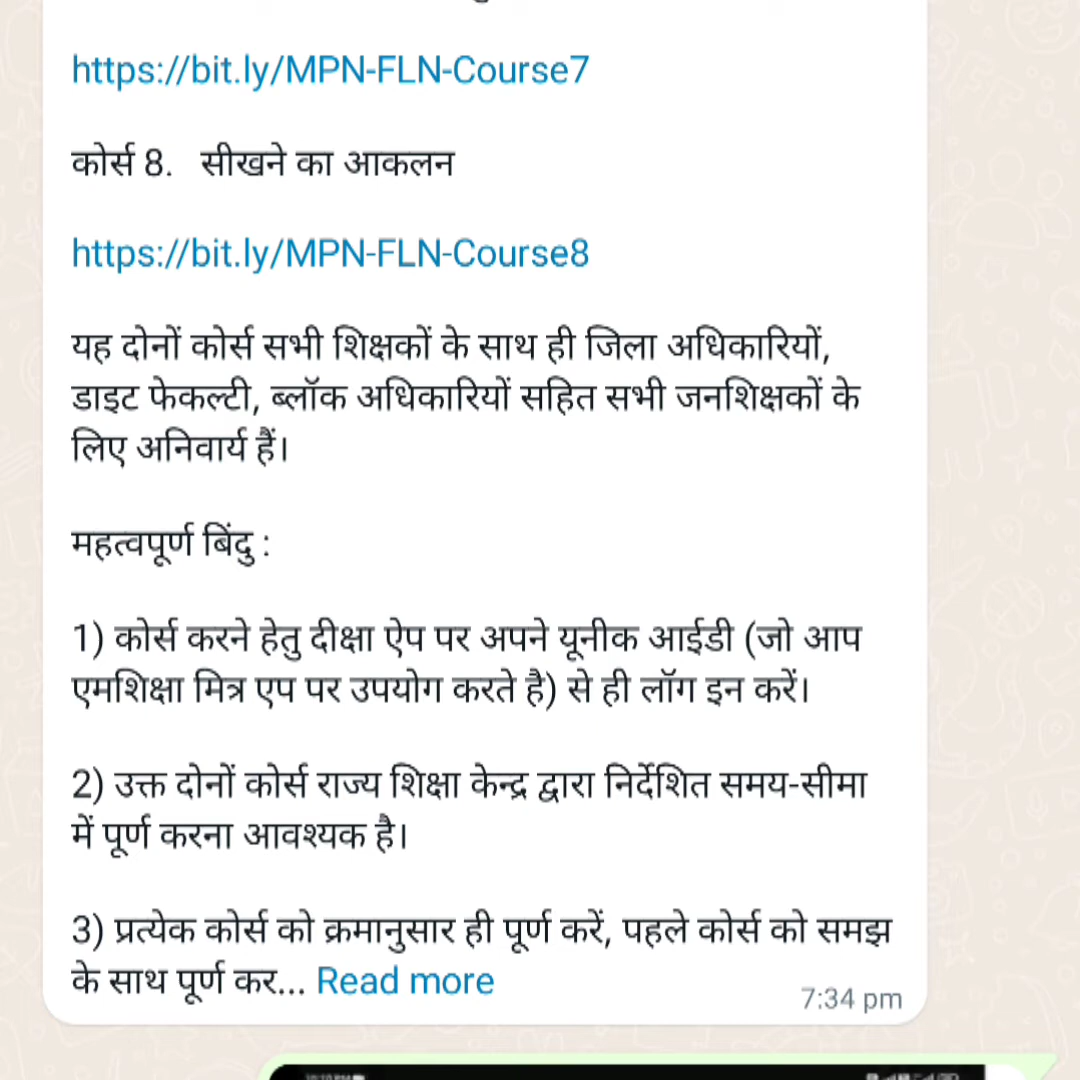 https://bit.ly/MPN-FLN-Course7
कोर्स 8. सीखने का आकलन
https://bit.ly/MPN-FLN-Course8
यह दोनों कोर्स सभी शिक्षकों के साथ ही जिला अधिकारियों,
डाइट फेकल्टी, ब्लॉक अधिकारियों सहित सभी जनशिक्षकों के
लिए अनिवार्य हैं।
महत्वपूर्ण बिंदु :
1) कोर्स करने हेतु दीक्षा ऐप पर अपने यूनीक आईडी (जो आप
एमशिक्षा मित्र एप पर उपयोग करते है) से ही लॉग इन करें।
2) उक्त दोनों कोर्स राज्य शिक्षा केन्द्र द्वारा निर्देशित समय-सीमा
में पूर्ण करना आवश्यक है।
3) प्रत्येक कोर्स को क्रमानुसार ही पूर्ण करें, पहले कोर्स को समझ
के साथ पूर्ण कर... Read more
7:34 pm